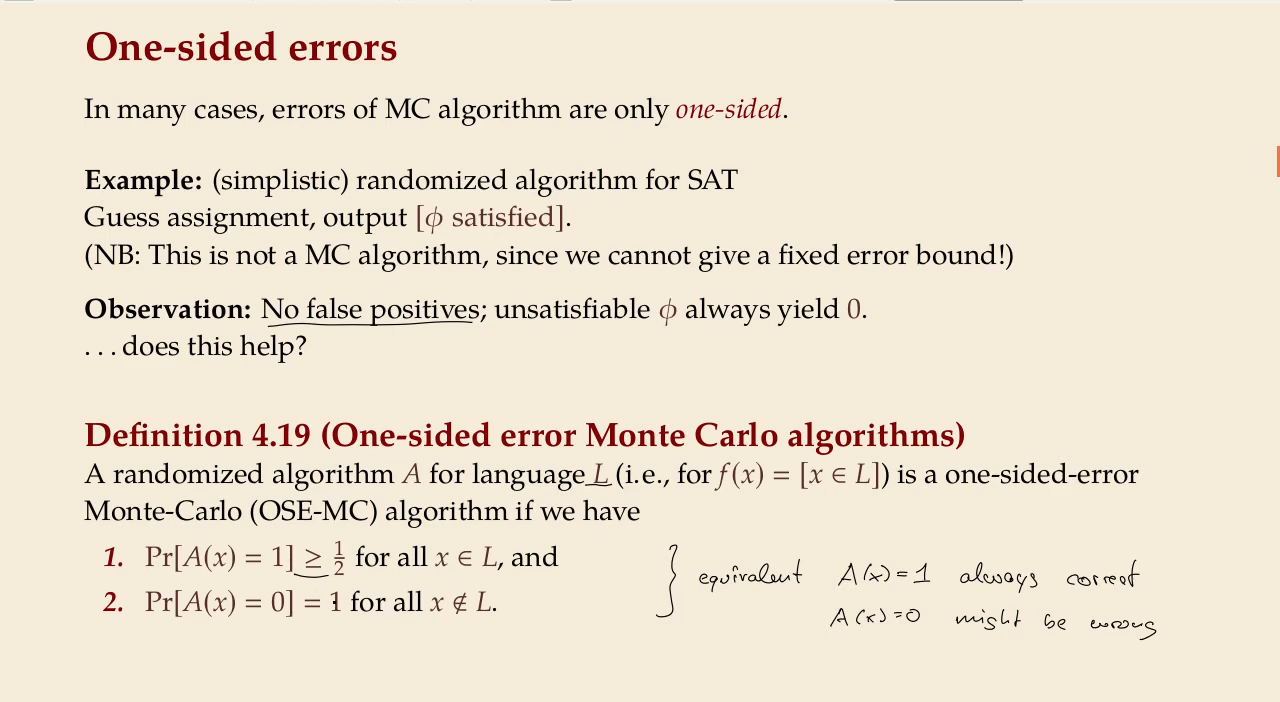 One-sided errors
In many cases, errors of MC algorithm are only one-sided.
Example: (simplistic) randomized algorithm for SAT
Guess assignment, output [ϕ satisfied].
(NB: This is not a MC algorithm, since we cannot give a fixed error bound!)
Observation: No false positives; unsatisfiable ϕ always yield 0.
...does this help?
Definition 4.19 (One-sided error Monte Carlo algorithms)
A randomized algorithm A for language L (i.e., for f(x) = [x ∈ L]) is a one-sided-error
Monte-Carlo (OSE-MC) algorithm if we have
1. Pr[A(x) = 1] ≥ 1/2 for all x ∈ L, and
2. Pr[A(x) = 0] = 1 for all x ∉ L.
} equivalent A(x) = 1 always correct
A(x) = 0 might be wrong